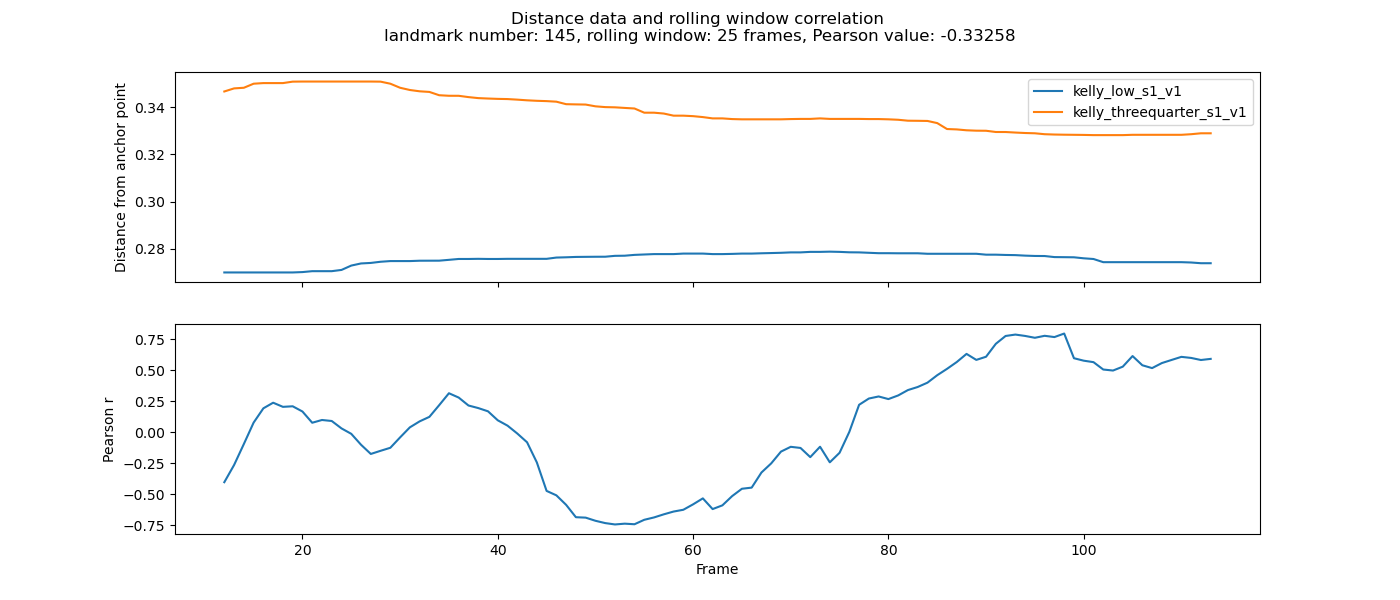 Distance data and rolling window correlation
landmark number: 145, rolling window: 25 frames, Pearson value: -0.33258
Distance from anchor point
0.34
0.32
0.30
0.28
kelly_low_s1_v1
kelly_threequarter_s1_v1
Pearson r
0.75
0.50
0.25
0.00
−0.25
−0.50
−0.75
20 40 60 80 100
Frame